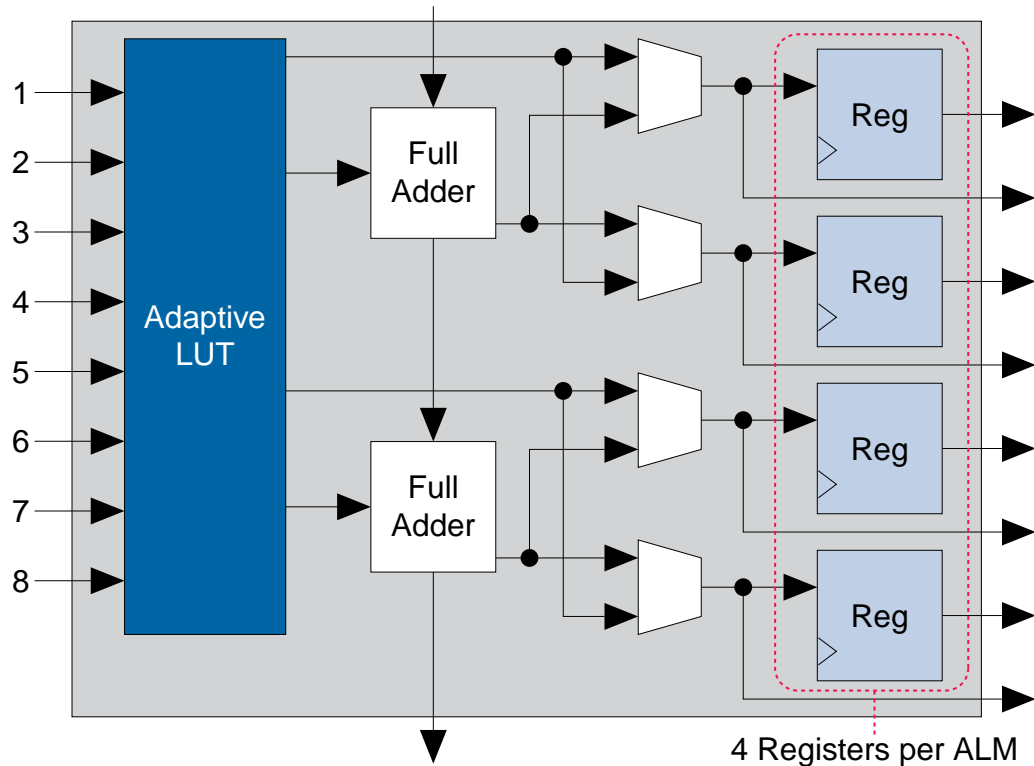 1
2
3
4
5
6
7
8
Adaptive
LUT
Full
Adder
Full
Adder
Reg
Reg
Reg
Reg
4 Registers per ALM